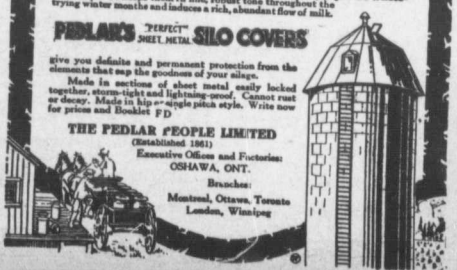 robust tone throughout the
trying winter months and induces a rich, abundant flow of milk.
PEDLAR'S "PERFECT" SHEET METAL SILO COVERS
give you definite and permanent protection from the
elements that sap the goodness of your silage.
Made in sections of sheet metal easily locked
together, storm-tight and lightning-proof. Cannot rust
or decay. Made in hip or single pitch style. Write now
for prices and Booklet F D
THE PEDLAR PEOPLE LIMITED
(Established 1861)
Executive Offices and Factories:
OSHAWA, ONT.
Branches:
Montreal, Ottawa, Toronto
London, Winnipeg